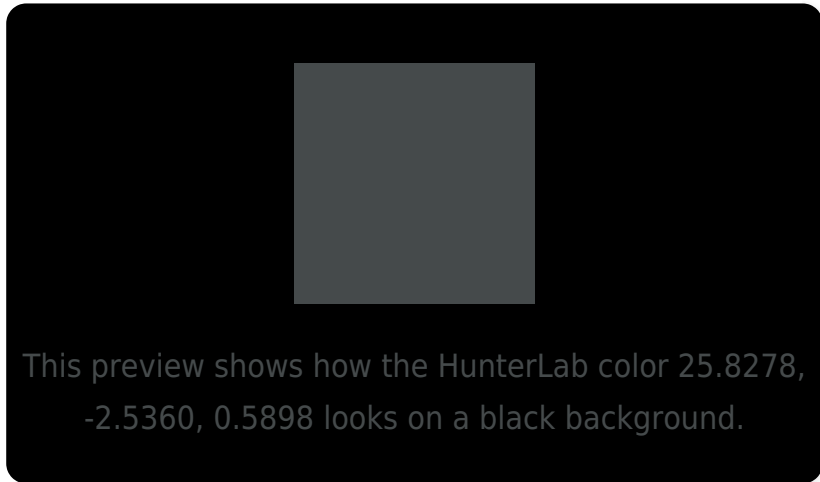 This preview shows how the HunterLab color 25.8278,
-2.5360, 0.5898 looks on a black background.